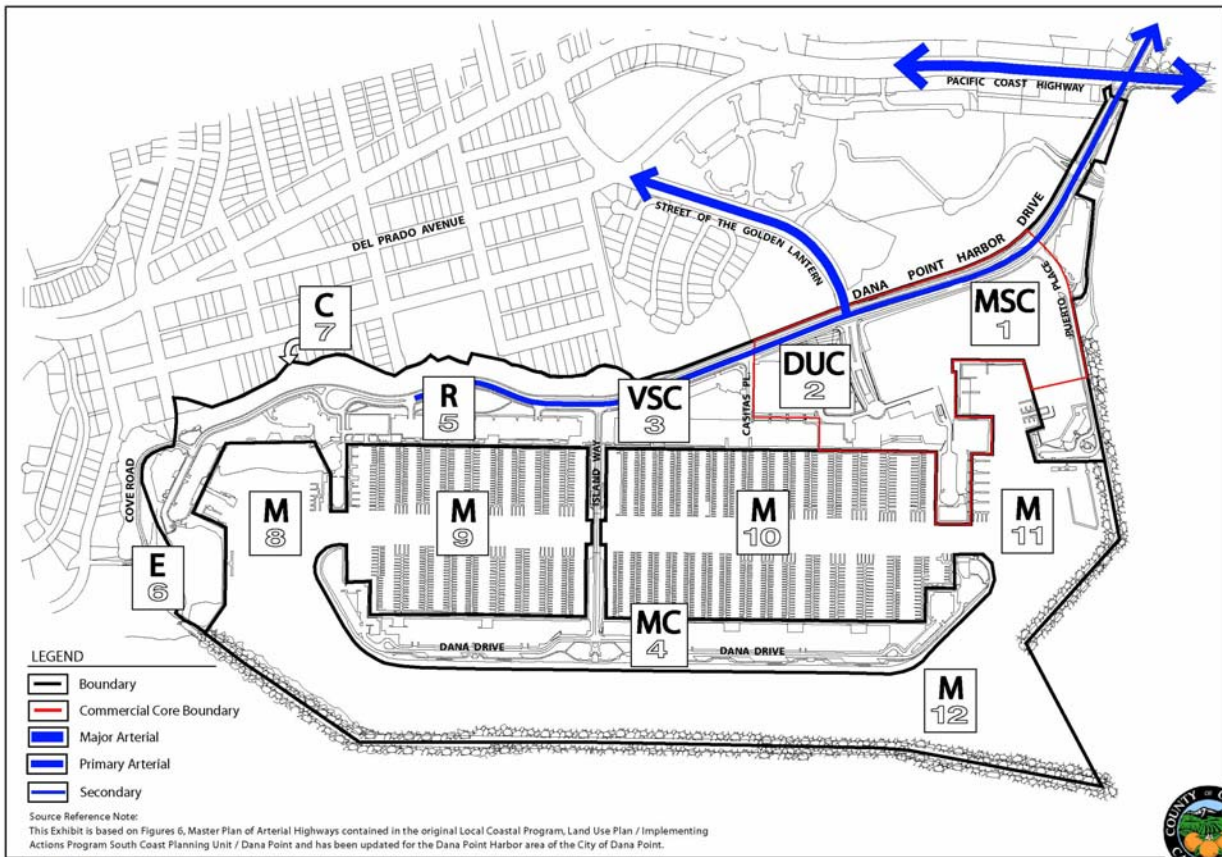 PACIFIC COAST HIGHWAY
STREET OF THE GOLDEN LANTERN
DEL PRADO AVENUE
DANA POINT HARBOR DRIVE
PUERTO PLACE
C
7
MSC
1
DUC
2
CASITAS PL.
R
5
VSC
3
ISLAND WAY
COVE ROAD
M
8
M
9
M
10
M
11
E
6
MC
4
DANA DRIVE
DANA DRIVE
M
12
LEGEND
Boundary
Commercial Core Boundary
Major Arterial
Primary Arterial
Secondary
Source Reference Note:
This Exhibit is based on Figures 6, Master Plan of Arterial Highways contained in the original Local Coastal Program, Land Use Plan / Implementing
Actions Program South Coast Planning Unit / Dana Point and has been updated for the Dana Point Harbor area of the City of Dana Point.
COUNTY OF